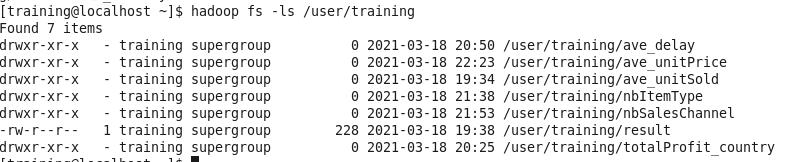 [training@localhost ~]$ hadoop fs -ls /user/training
Found 7 items
drwxr-xr-x   - training supergroup          0 2021-03-18 20:50 /user/training/ave_delay
drwxr-xr-x   - training supergroup          0 2021-03-18 22:23 /user/training/ave_unitPrice
drwxr-xr-x   - training supergroup          0 2021-03-18 19:34 /user/training/ave_unitSold
drwxr-xr-x   - training supergroup          0 2021-03-18 21:38 /user/training/nbItemType
drwxr-xr-x   - training supergroup          0 2021-03-18 21:53 /user/training/nbSalesChannel
-rw-r--r--   1 training supergroup        228 2021-03-18 19:38 /user/training/result
drwxr-xr-x   - training supergroup          0 2021-03-18 20:25 /user/training/totalProfit_country
[training@localhost ~]$